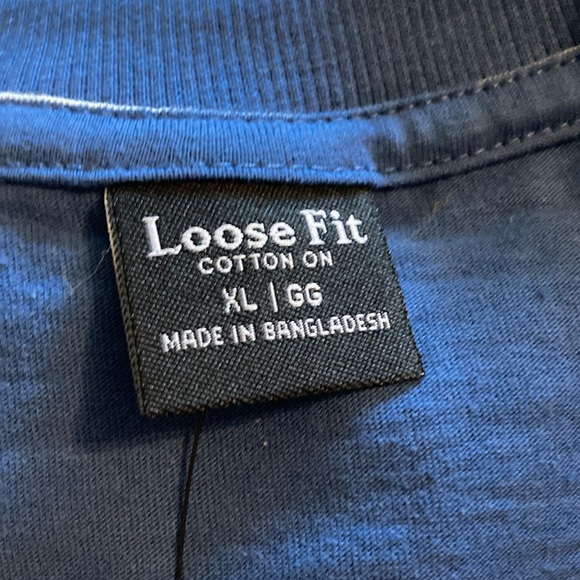 Loose Fit
COTTON ON
XL | GG
MADE IN BANGLADESH